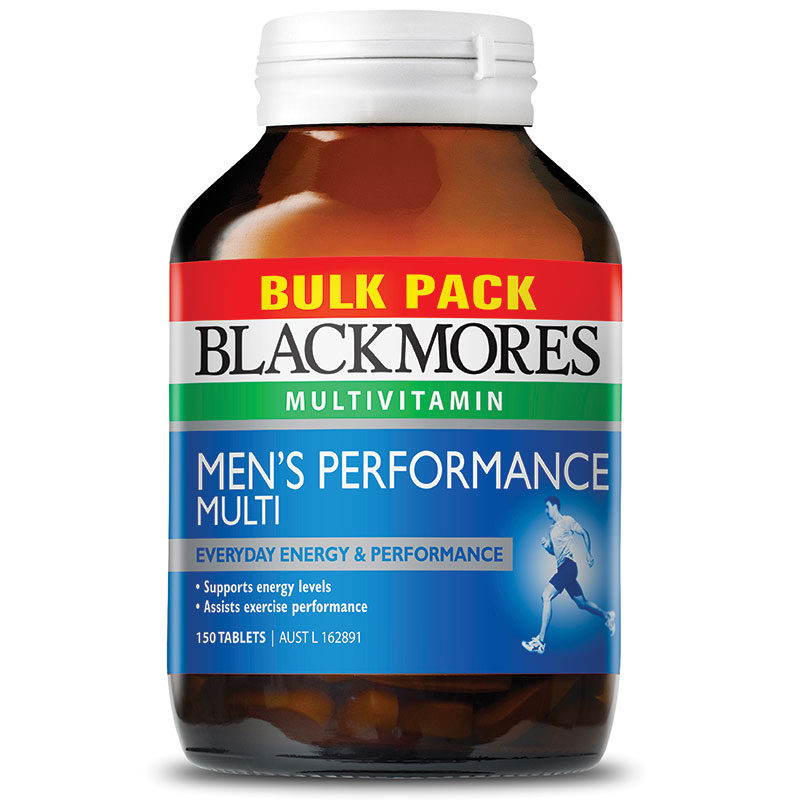 BULK PACK
BLACKMORES
MULTIVITAMIN
MEN'S PERFORMANCE
MULTI
EVERYDAY ENERGY & PERFORMANCE
• Supports energy levels
• Assists exercise performance
150 TABLETS | AUST L 162891